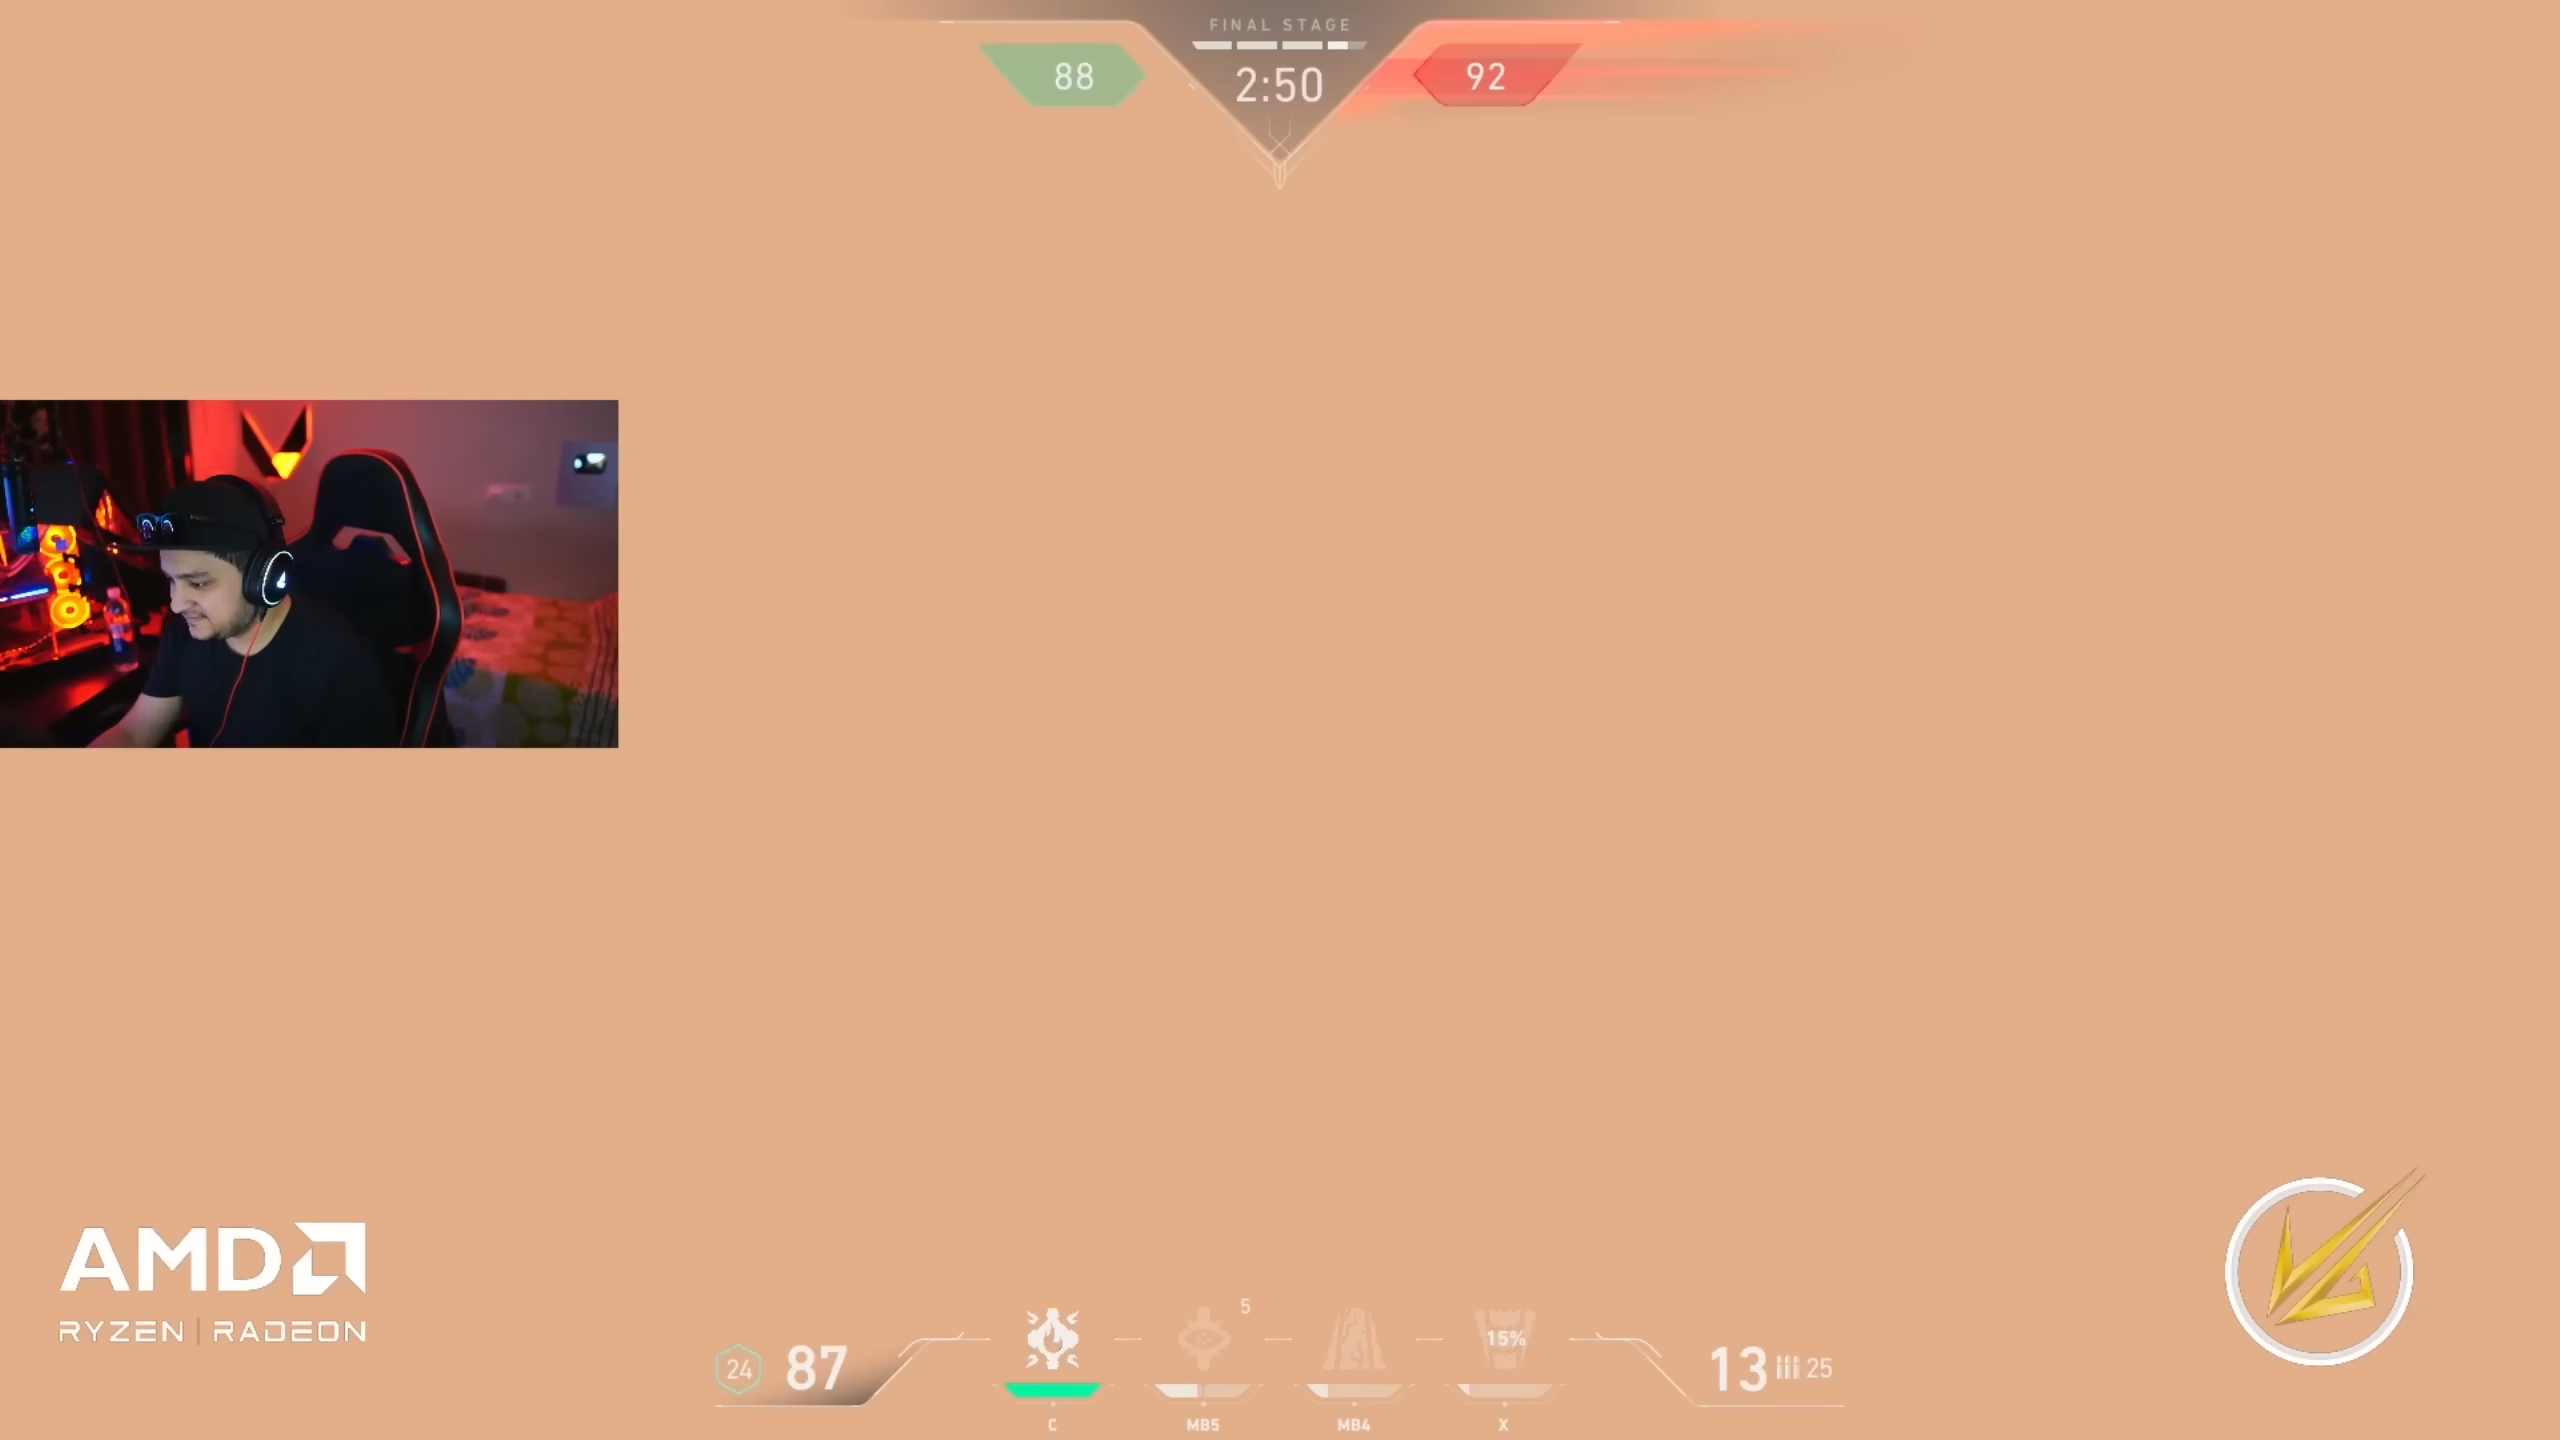 FINAL STAGE
88
2:50
92
AMD
RYZEN | RADEON
24
87
5
15%
13
25
C
MB5
MB4
X